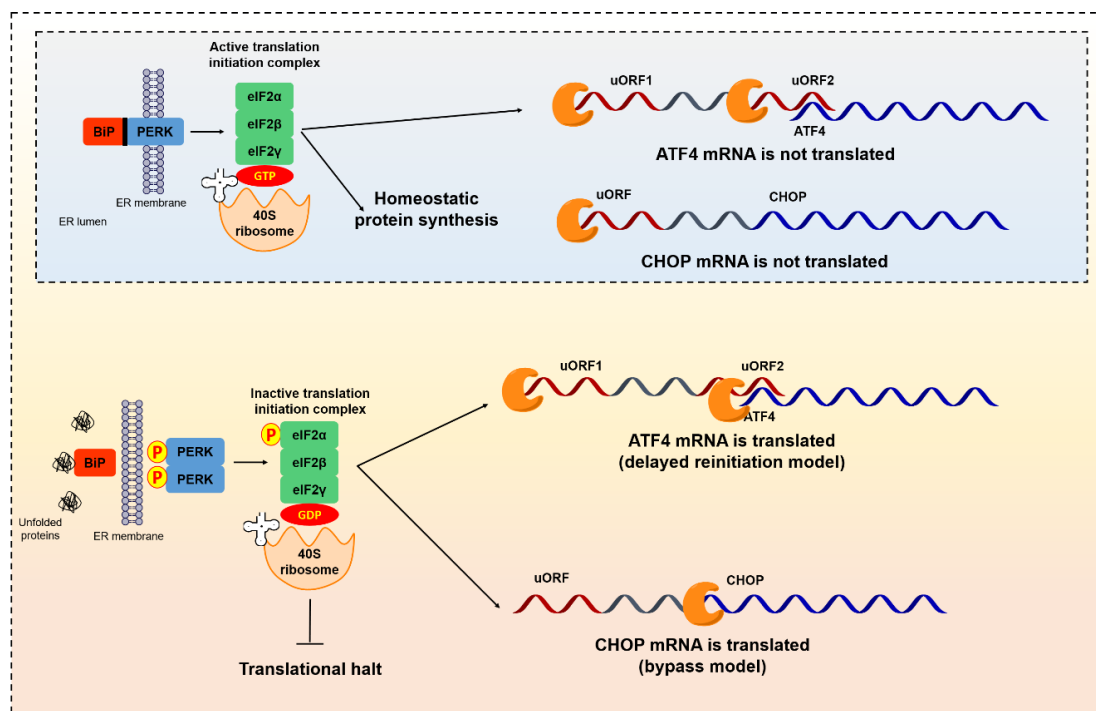 Active translation
initiation complex
eIF2α
eIF2β
eIF2γ
GTP
40S
ribosome
BiP
PERK
ER membrane
ER lumen
Homeostatic
protein synthesis
uORF1
uORF2
ATF4
ATF4 mRNA is not translated
uORF
CHOP
CHOP mRNA is not translated
Inactive translation
initiation complex
P
eIF2α
eIF2β
eIF2γ
GDP
40S
ribosome
BiP
P
PERK
P
PERK
Unfolded
proteins
ER membrane
Translational halt
uORF1
uORF2
ATF4
ATF4 mRNA is translated
(delayed reinitiation model)
uORF
CHOP
CHOP mRNA is translated
(bypass model)